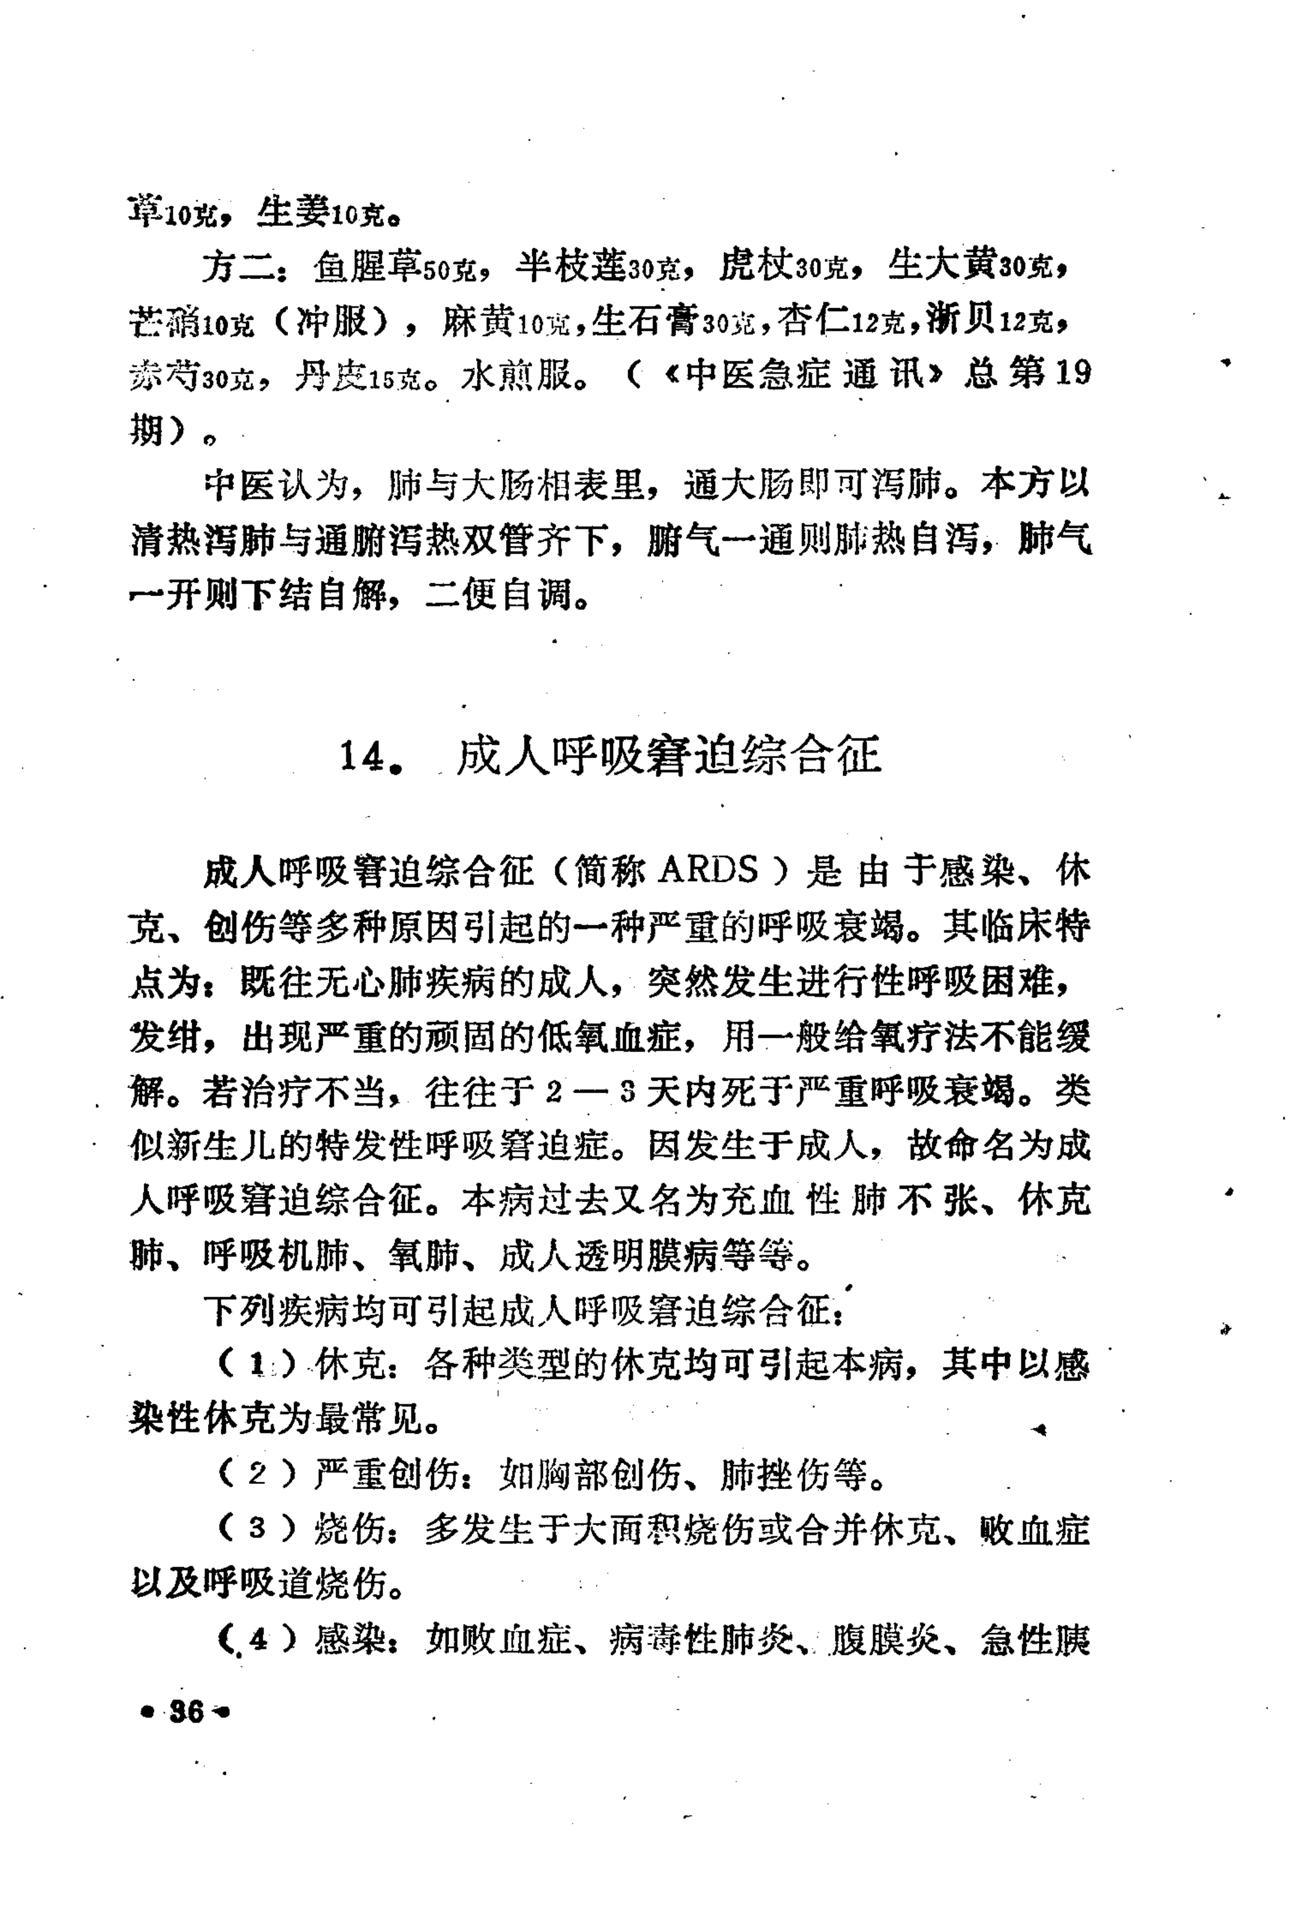 草10克，生姜10克。
方二：鱼腥草50克，半枝莲30克，虎杖30克，生大黄30克，
芒硝10克（冲服），麻黄10克，生石膏30克，杏仁12克，浙贝12克，
赤芍30克，丹皮15克。水煎服。（《中医急症通讯》总第19
期）。
中医认为，肺与大肠相表里，通大肠即可泻肺。本方以
清热泻肺与通腑泻热双管齐下，腑气一通则肺热自泻，肺气
一开则下结自解，二便自调。
14. 成人呼吸窘迫综合征
成人呼吸窘迫综合征（简称 ARDS）是由于感染、休
克、创伤等多种原因引起的一种严重的呼吸衰竭。其临床特
点为：既往无心肺疾病的成人，突然发生进行性呼吸困难，
发绀，出现严重的顽固的低氧血症，用一般给氧疗法不能缓
解。若治疗不当，往往于2—3天内死于严重呼吸衰竭。类
似新生儿的特发性呼吸窘迫症。因发生于成人，故命名为成
人呼吸窘迫综合征。本病过去又名为充血性肺不张、休克
肺、呼吸机肺、氧肺、成人透明膜病等等。
下列疾病均可引起成人呼吸窘迫综合征：
（1）休克：各种类型的休克均可引起本病，其中以感
染性休克为最常见。
（2）严重创伤：如胸部创伤、肺挫伤等。
（3）烧伤：多发生于大面积烧伤或合并休克、败血症
以及呼吸道烧伤。
（4）感染：如败血症、病毒性肺炎、腹膜炎、急性胰
•36•